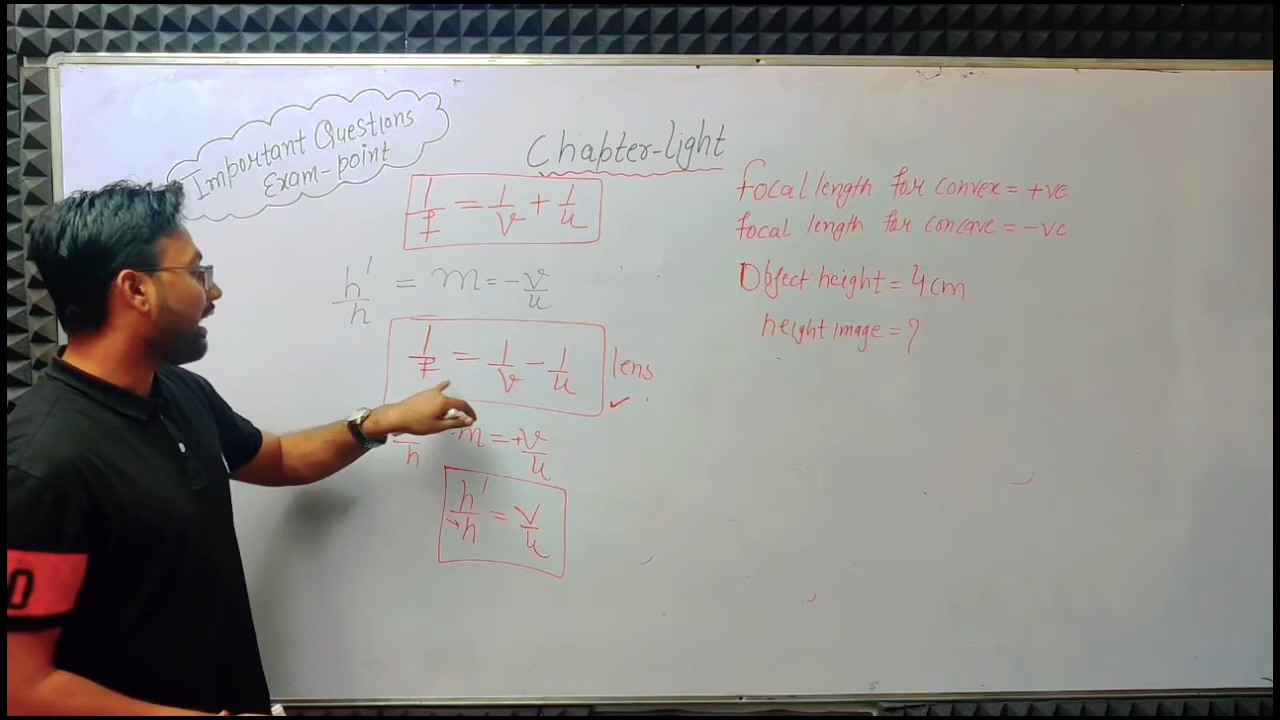 Important Questions
Exam-point
Chapter-light
1/f = 1/v + 1/u
h'/h = m = -v/u
1/f = 1/v - 1/u lens
/h m = +v/u
h'/h = v/u
focal length for convex = +ve
focal length for concave = -ve
Object height = 4cm
height image = ?
0